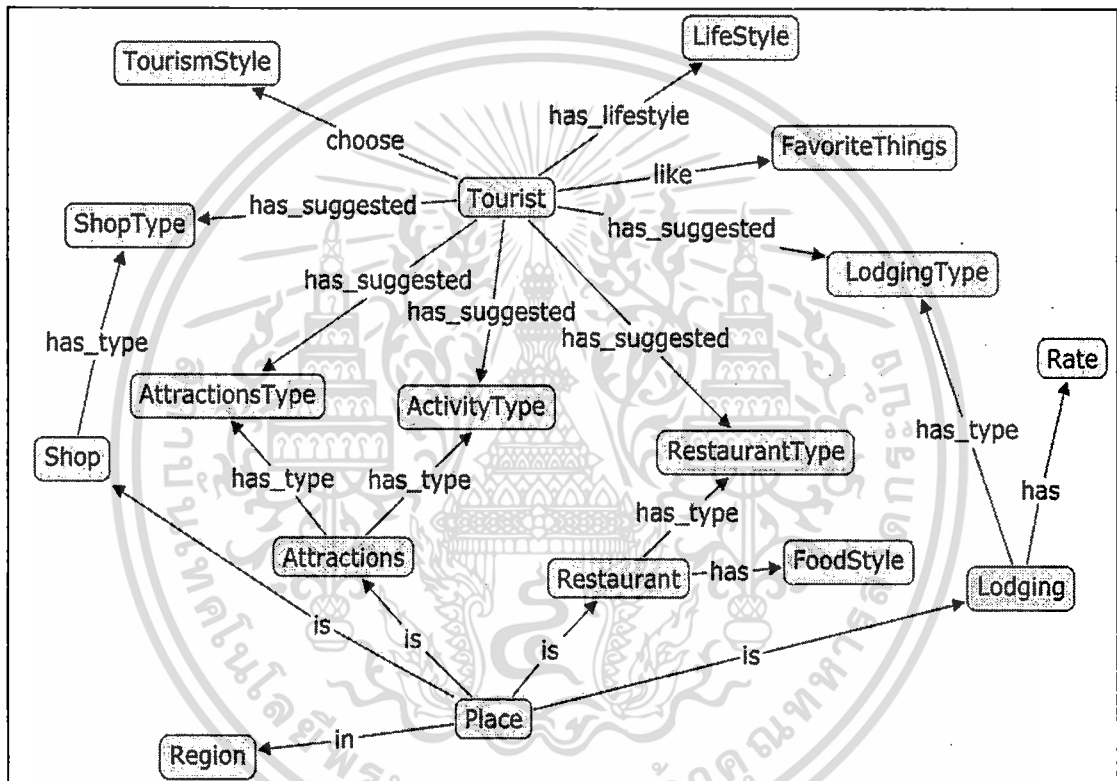 LifeStyle
TourismStyle
has_lifestyle
choose
FavoriteThings
like
Tourist
has_suggested
ShopType
has_suggested
LodgingType
has_suggested
has_suggested
has_suggested
has_type
Rate
AttractionsType
ActivityType
has_type
RestaurantType
Shop
has_type
has_type
has
has_type
Attractions
Restaurant
has
FoodStyle
Lodging
is
is
is
is
Place
in
Region